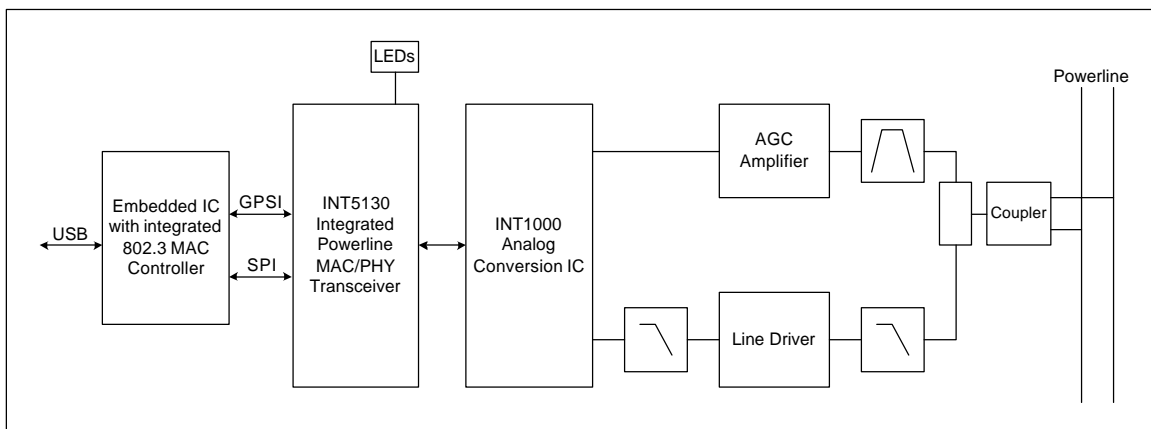 LEDs
Powerline
USB
Embedded IC
with integrated
802.3 MAC
Controller
GPSI
SPI
INT5130
Integrated
Powerline
MAC/PHY
Transceiver
INT1000
Analog
Conversion IC
AGC
Amplifier
Line Driver
Coupler